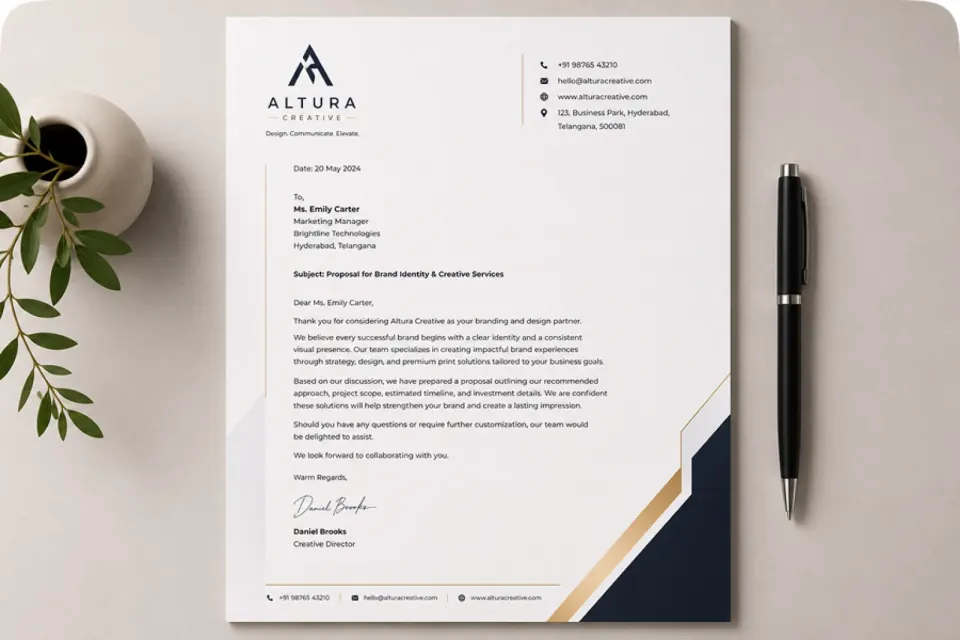 ALTURA
CREATIVE
Design. Communicate. Elevate.
+91 98765 43210
hello@alturacreative.com
www.alturacreative.com
123, Business Park, Hyderabad,
Telangana, 500081
Date: 20 May 2024
To,
Ms. Emily Carter
Marketing Manager
Brightline Technologies
Hyderabad, Telangana
Subject: Proposal for Brand Identity & Creative Services
Dear Ms. Emily Carter,
Thank you for considering Altura Creative as your branding and design partner.
We believe every successful brand begins with a clear identity and a consistent
visual presence. Our team specializes in creating impactful brand experiences
through strategy, design, and premium print solutions tailored to your business goals.
Based on our discussion, we have prepared a proposal outlining our recommended
approach, project scope, estimated timeline, and investment details. We are confident
these solutions will help strengthen your brand and create a lasting impression.
Should you have any questions or require further customization, our team would
be delighted to assist.
We look forward to collaborating with you.
Warm Regards,
Daniel Brooks
Daniel Brooks
Creative Director
+91 98765 43210
hello@alturacreative.com
www.alturacreative.com